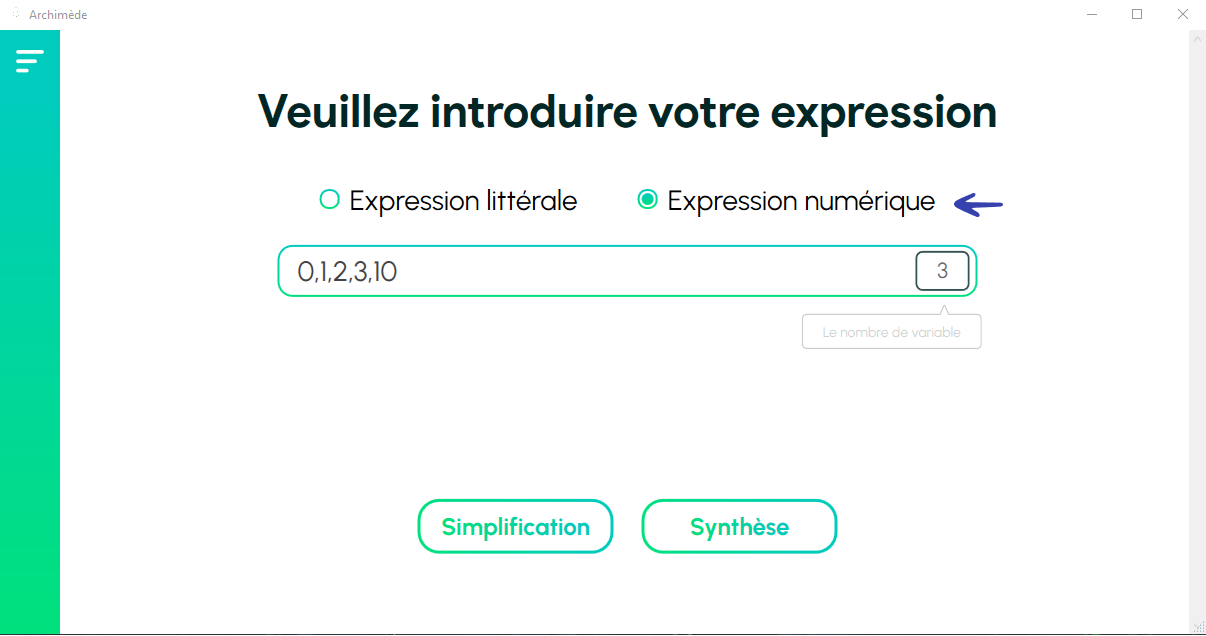 Archimède
Veuillez introduire votre expression
Expression littérale Expression numérique
0,1,2,3,10 3
Le nombre de variable
Simplification Synthèse